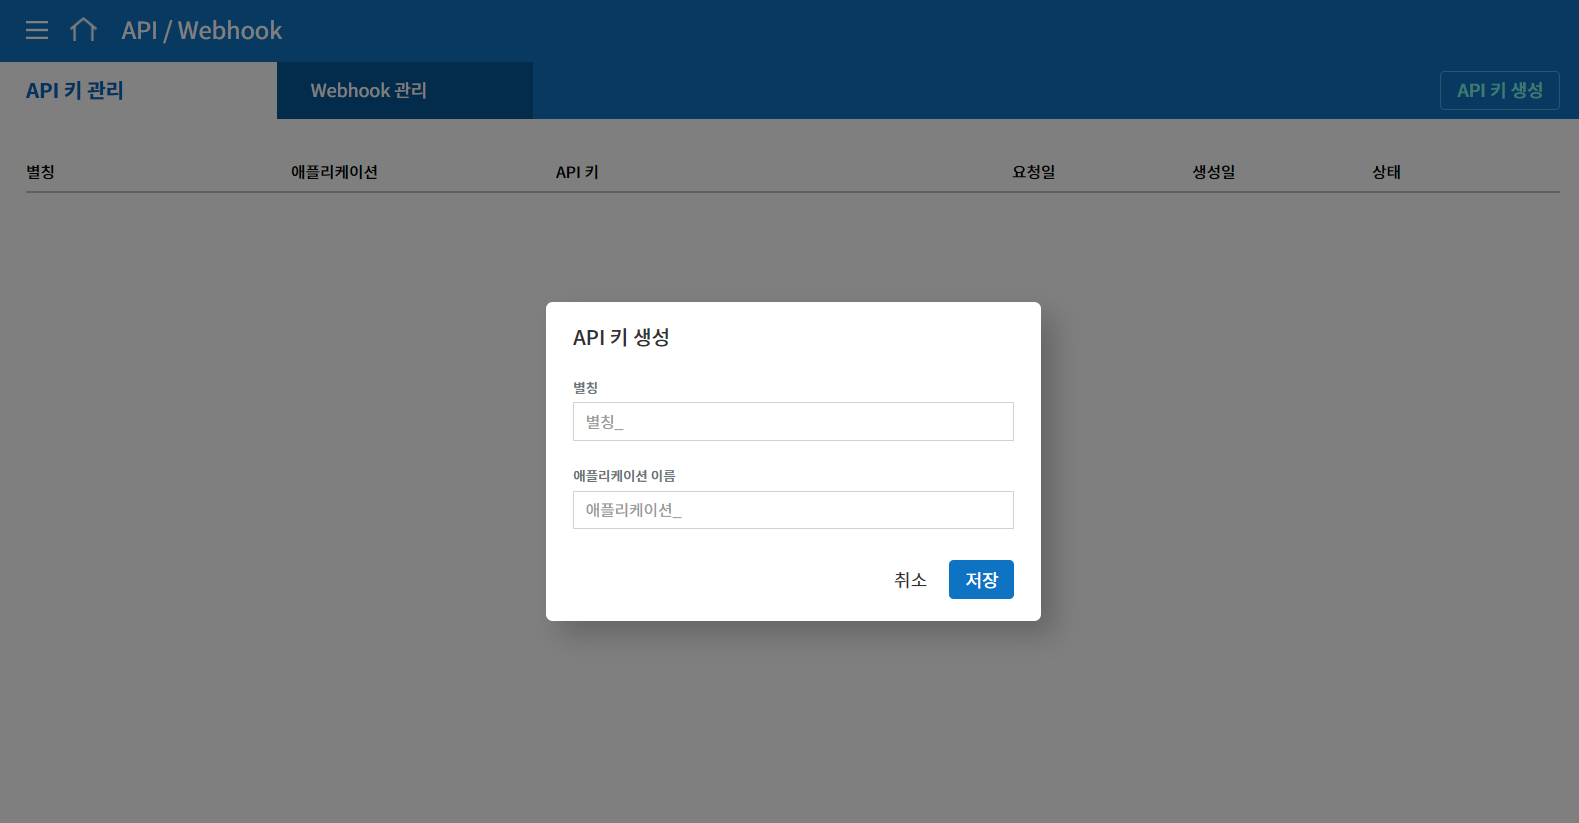 API / Webhook
API 키 관리
Webhook 관리
API 키 생성
별칭
애플리케이션
API 키
요청일
생성일
상태
API 키 생성
별칭
별칭_
애플리케이션 이름
애플리케이션_
취소
저장